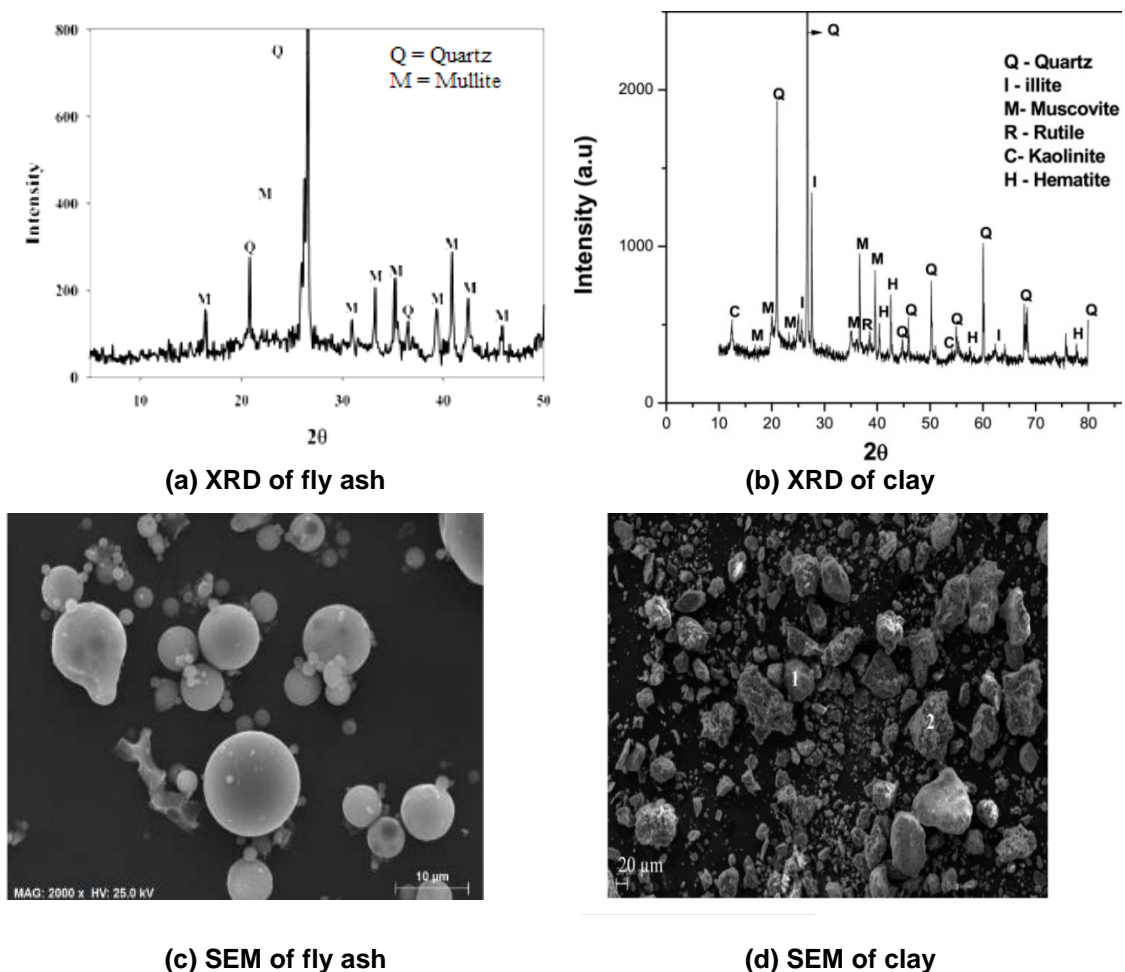 800
600
400
200
0
Intensity
Q
Q = Quartz
M = Mullite
M
Q
M
M
M
M
Q
M
M
M
M
10
20
30
40
50
2θ
(a) XRD of fly ash
2000
1000
0
Intensity (a.u)
Q
Q - Quartz
I - illite
M- Muscovite
R - Rutile
C- Kaolinite
H - Hematite
Q
I
C
M
M
M
I
M
M
R
M
H
H
Q
Q
Q
C
Q
H
Q
I
Q
H
Q
0
10
20
30
40
50
60
70
80
2θ
(b) XRD of clay
MAG: 2000 x HV: 25.0 kV
10 µm
1
2
20 µm
(c) SEM of fly ash
(d) SEM of clay